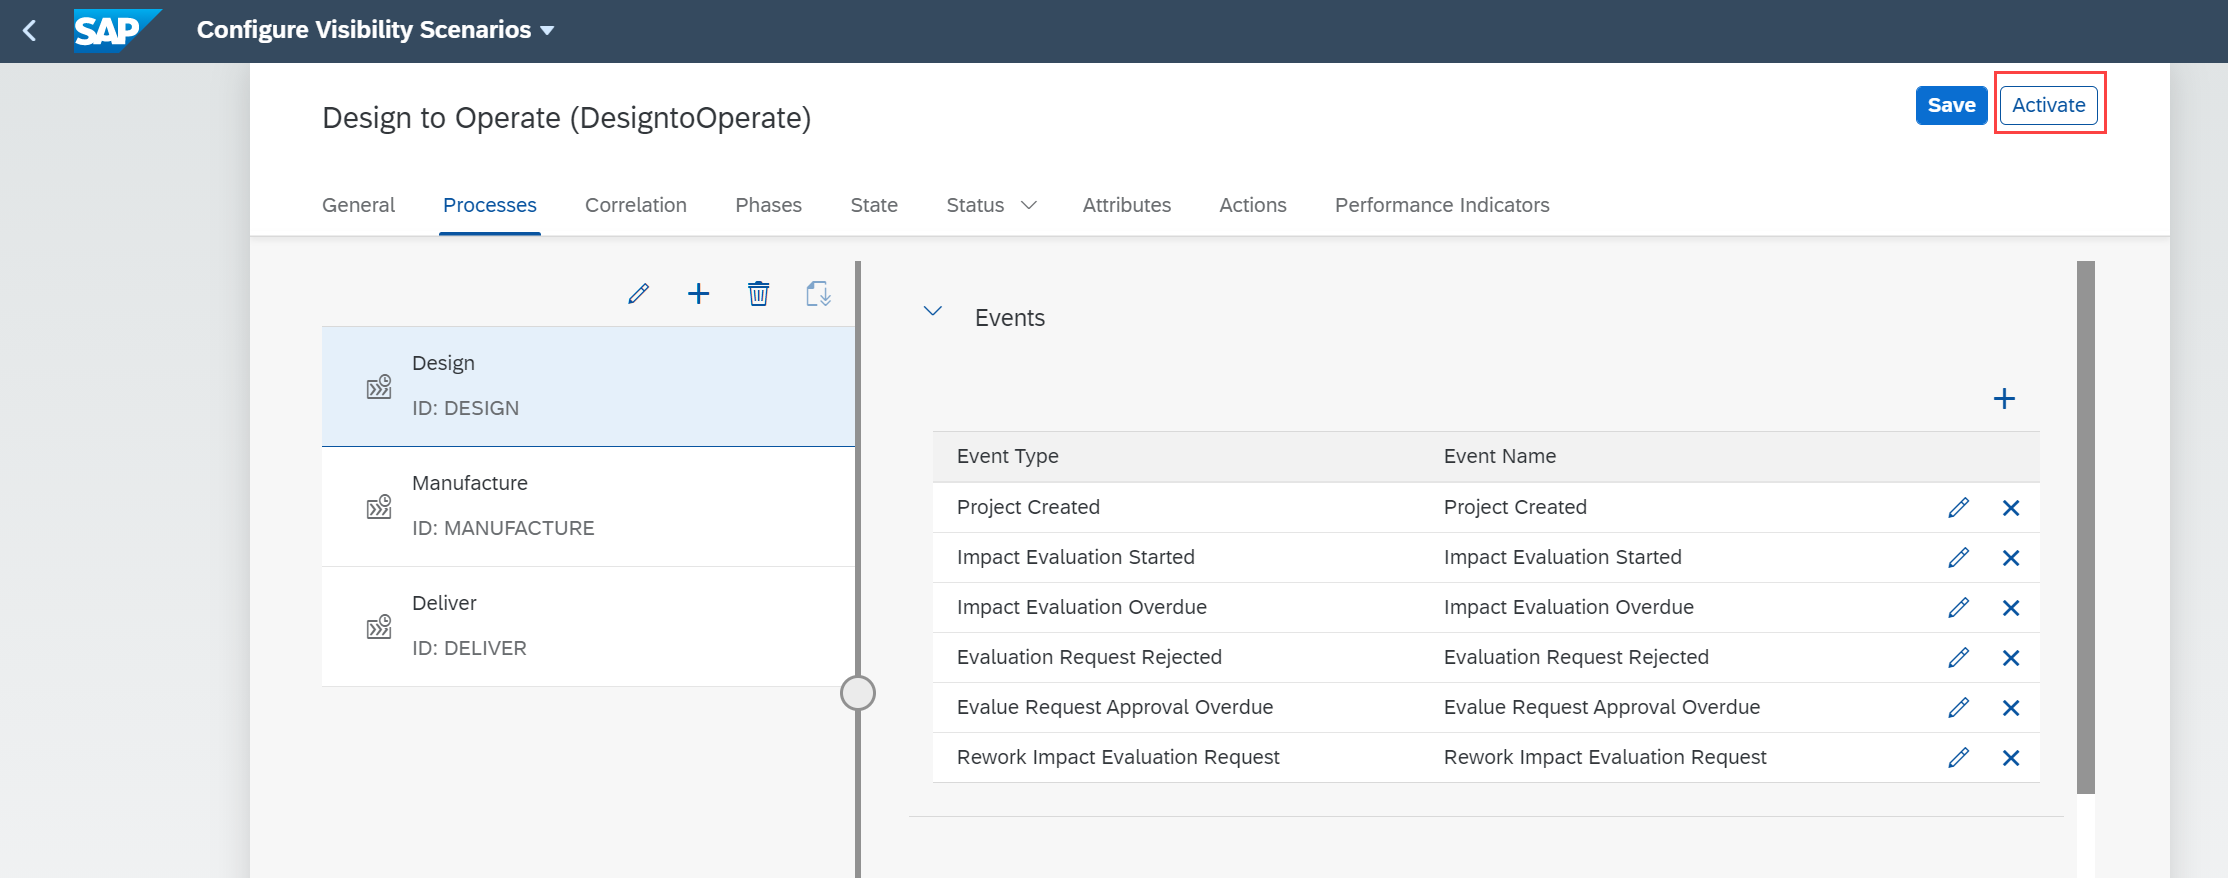 SAP Configure Visibility Scenarios
Design to Operate (DesigntoOperate)
Save Activate
General Processes Correlation Phases State Status Attributes Actions Performance Indicators
Design
ID: DESIGN
Manufacture
ID: MANUFACTURE
Deliver
ID: DELIVER
Events
Event Type Event Name
Project Created Project Created
Impact Evaluation Started Impact Evaluation Started
Impact Evaluation Overdue Impact Evaluation Overdue
Evaluation Request Rejected Evaluation Request Rejected
Evalue Request Approval Overdue Evalue Request Approval Overdue
Rework Impact Evaluation Request Rework Impact Evaluation Request